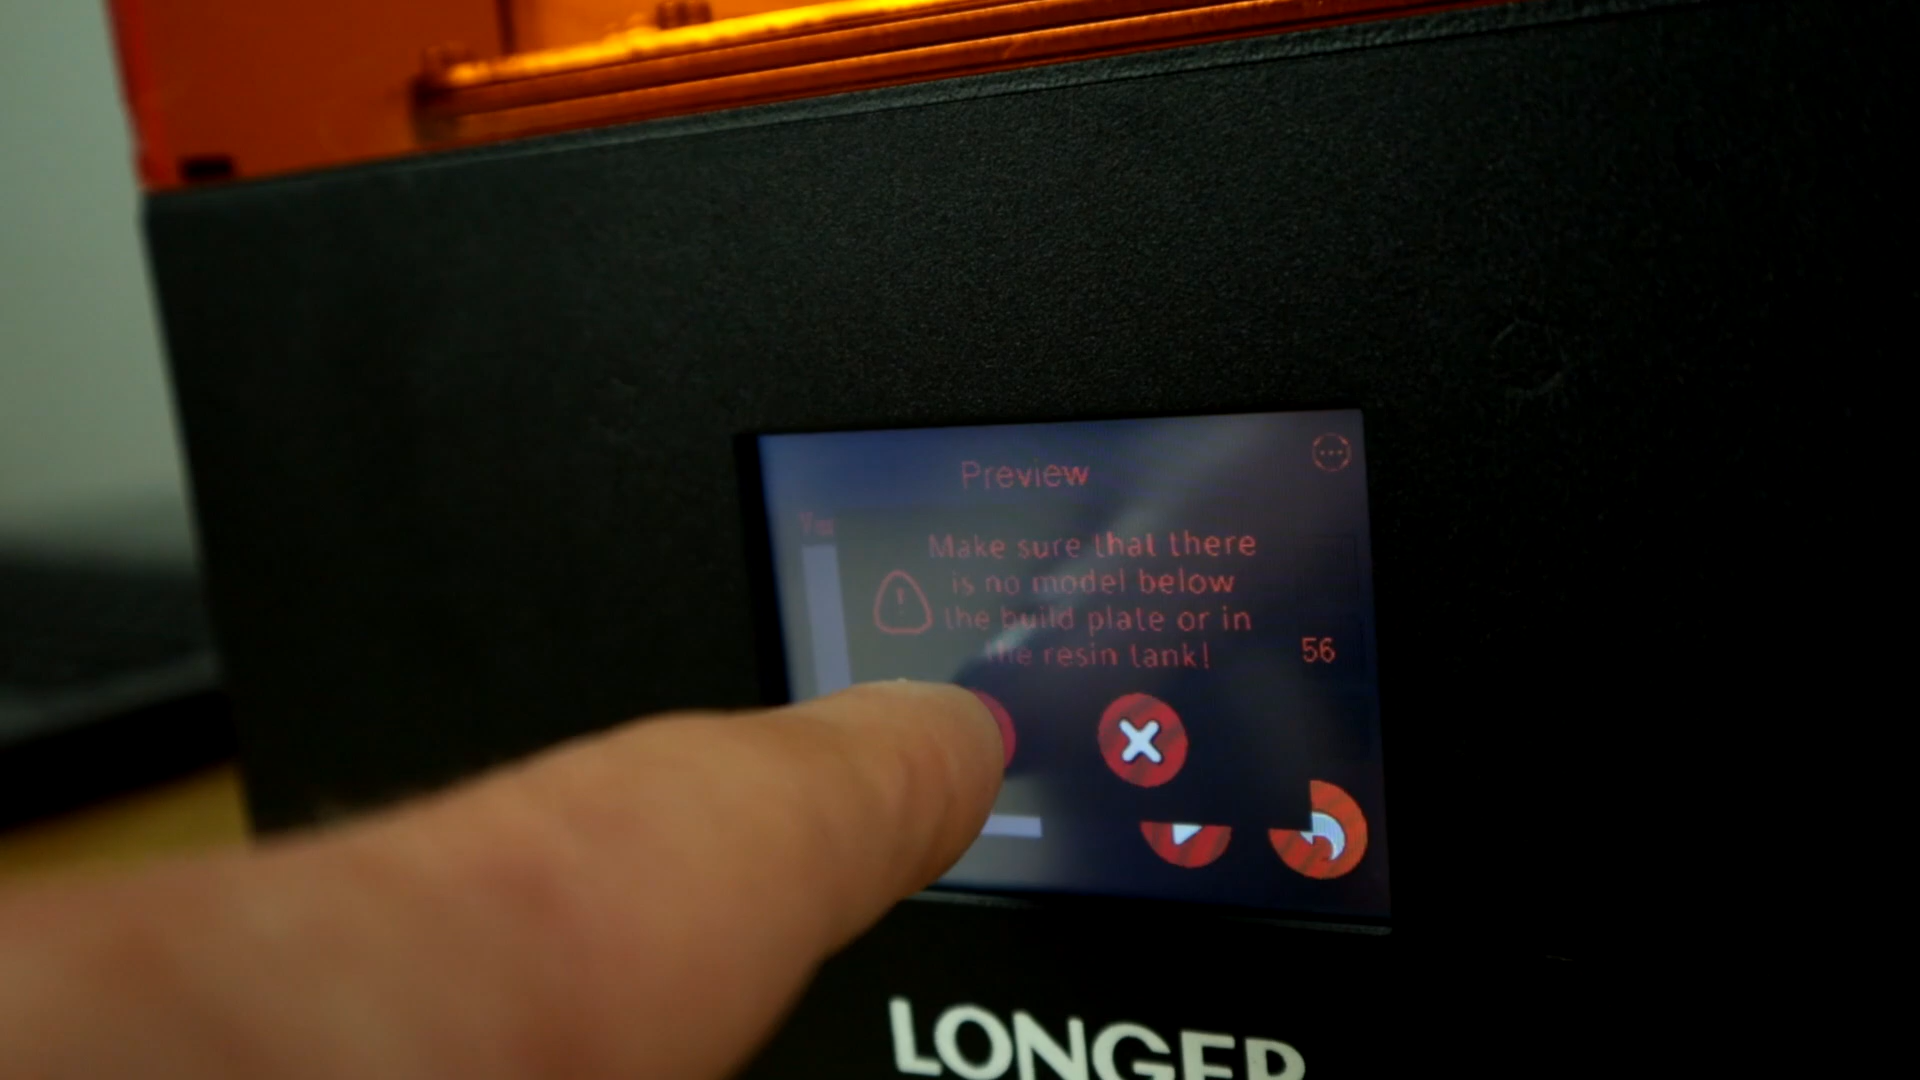 Preview
Make sure that there
is no model below
the build plate or in
the resin tank!
56
LONGER